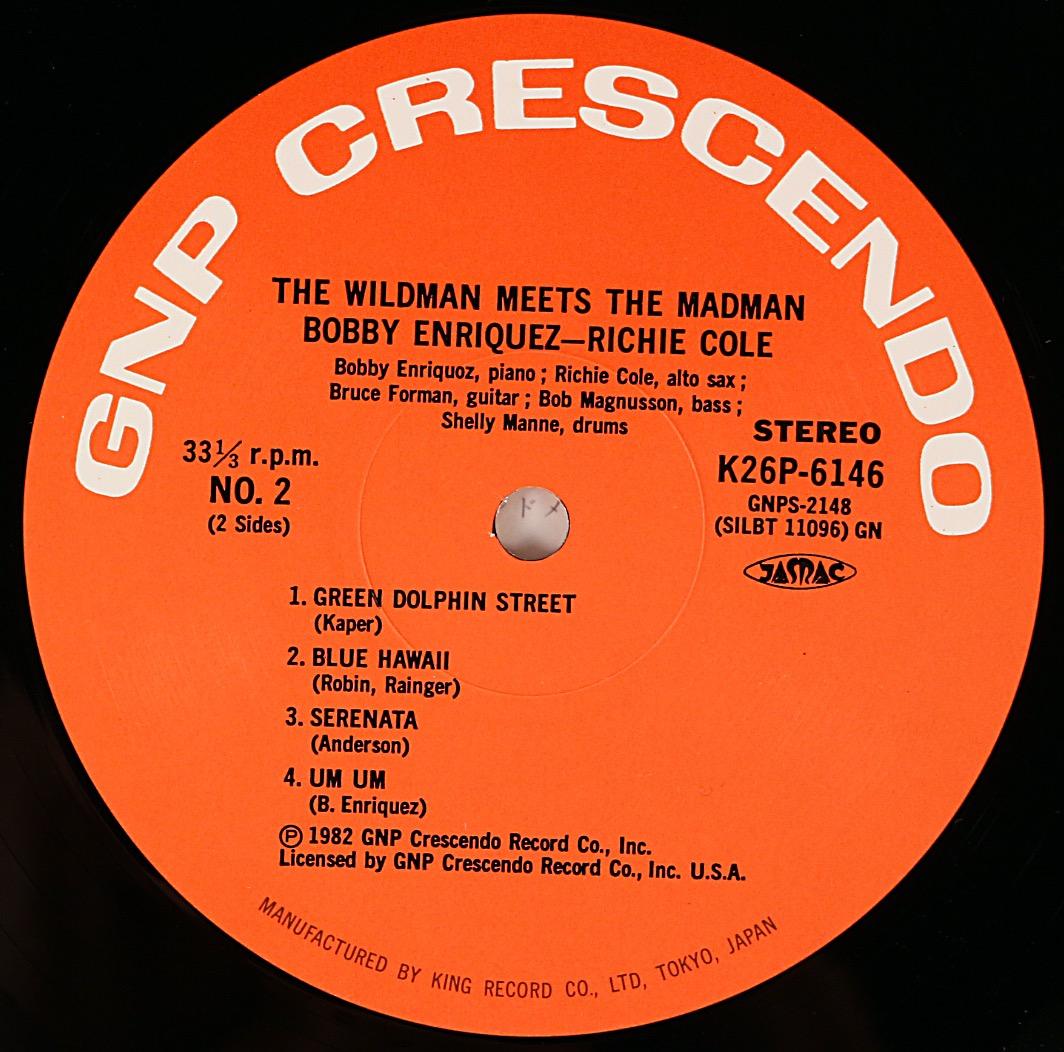 GNP CRESCENDO
THE WILDMAN MEETS THE MADMAN
BOBBY ENRIQUEZ—RICHIE COLE
Bobby Enriquoz, piano ; Richie Cole, alto sax ;
Bruce Forman, guitar ; Bob Magnusson, bass ;
Shelly Manne, drums
33⅓ r.p.m.
NO. 2
(2 Sides)
STEREO
K26P-6146
GNPS-2148
(SILBT 11096) GN
JASRAC
ドメ
1. GREEN DOLPHIN STREET
(Kaper)
2. BLUE HAWAII
(Robin, Rainger)
3. SERENATA
(Anderson)
4. UM UM
(B. Enriquez)
Ⓟ 1982 GNP Crescendo Record Co., Inc.
Licensed by GNP Crescendo Record Co., Inc. U.S.A.
MANUFACTURED BY KING RECORD CO., LTD, TOKYO, JAPAN